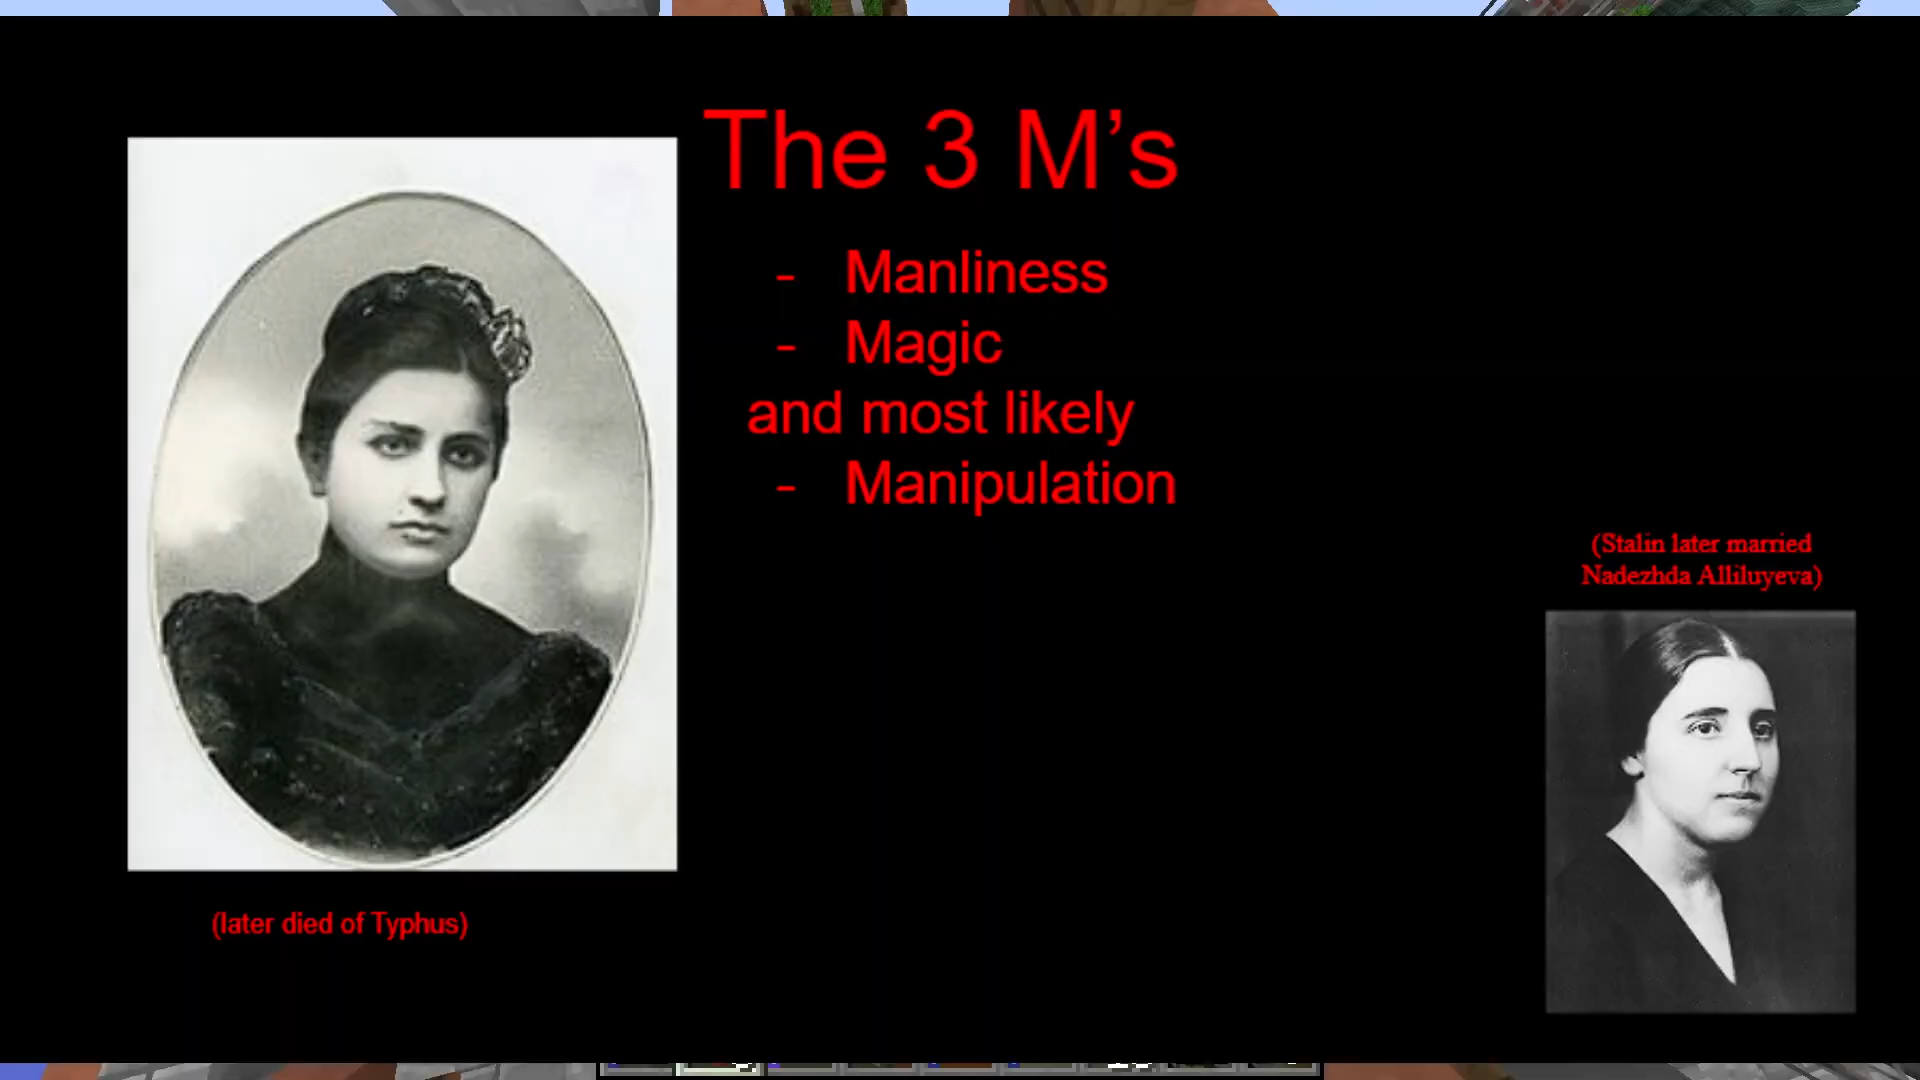 The 3 M’s
- Manliness
- Magic
and most likely
- Manipulation
(Stalin later married
Nadezhda Alliluyeva)
(later died of Typhus)